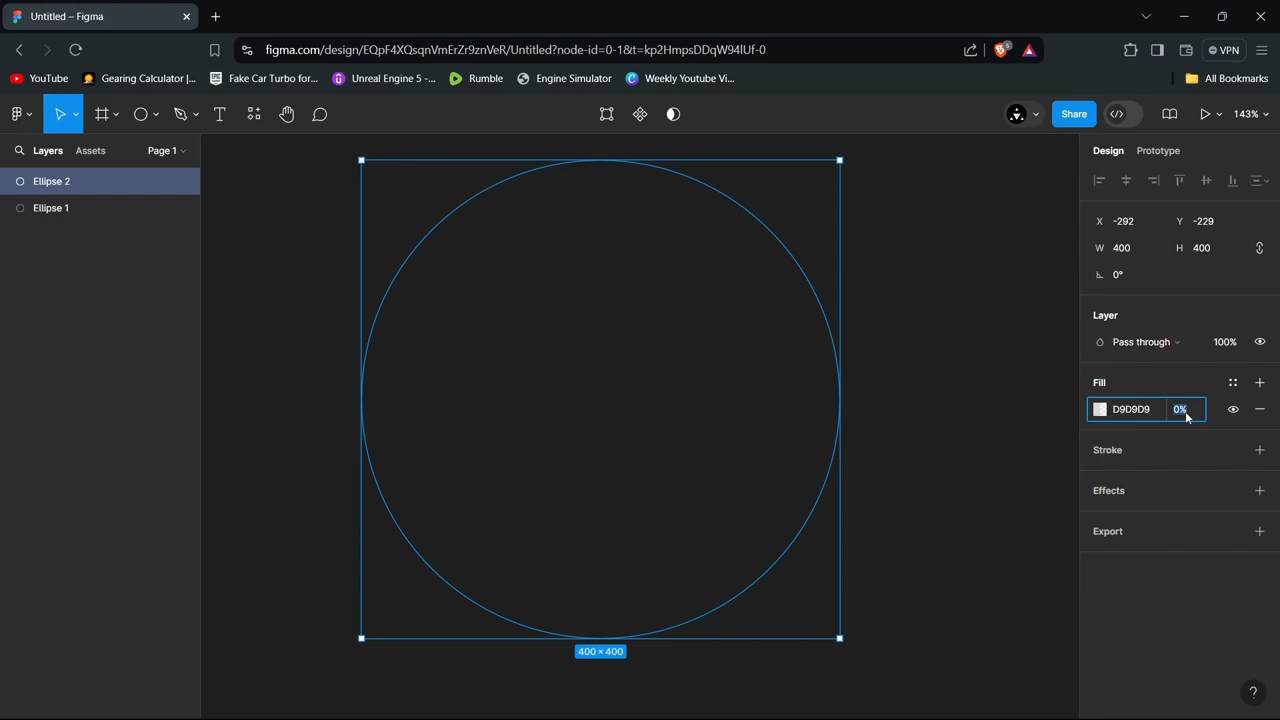 Untitled – Figma
figma.com/design/EQpF4XQsqnVmErZr9znVeR/Untitled?node-id=0-1&t=kp2HmpsDDqW94lUf-0
5
VPN
YouTube
Gearing Calculator |...
Fake Car Turbo for...
Unreal Engine 5 -...
Rumble
Engine Simulator
Weekly Youtube Vi...
All Bookmarks
T
Share
143%
Layers
Assets
Page 1
Design
Prototype
Ellipse 2
Ellipse 1
X -292
Y -229
W 400
H 400
0°
Layer
Pass through
100%
Fill
D9D9D9
0%
Stroke
Effects
Export
400 × 400
?